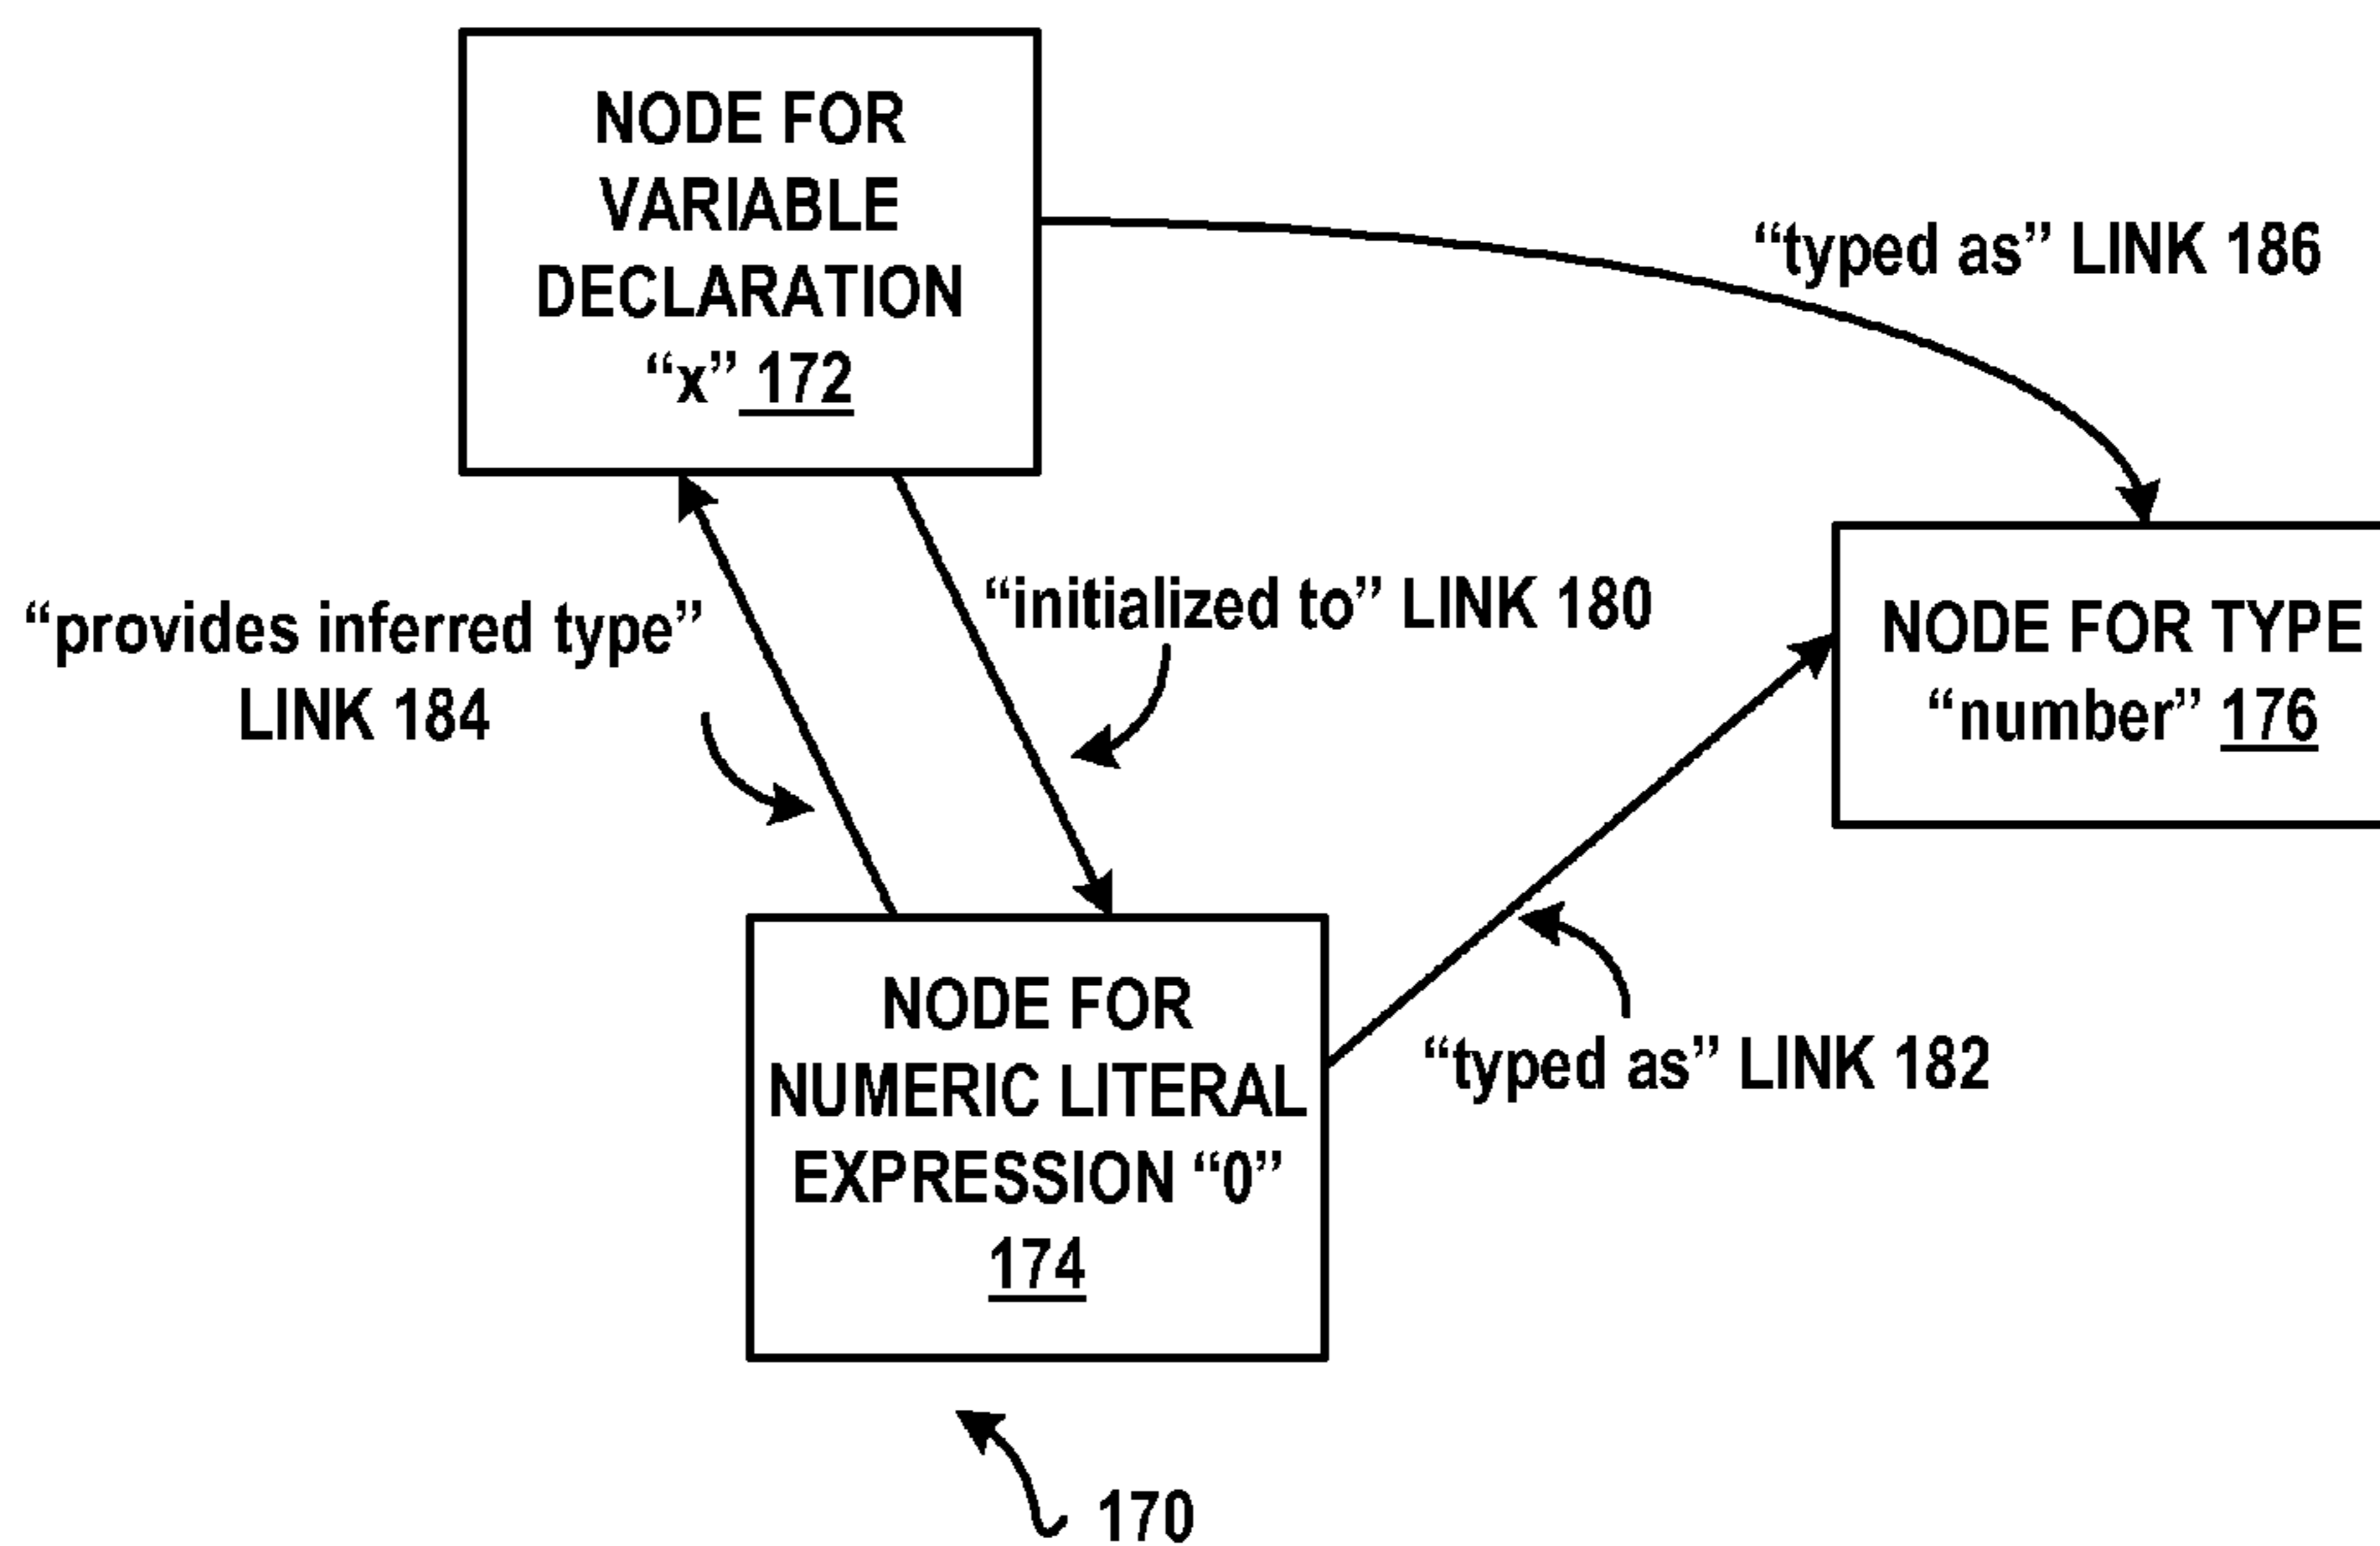 NODE FOR
VARIABLE
DECLARATION
“x” 172
“typed as” LINK 186
“provides inferred type”
LINK 184
“initialized to” LINK 180
NODE FOR TYPE
“number” 176
NODE FOR
NUMERIC LITERAL
EXPRESSION “0”
174
“typed as” LINK 182
170